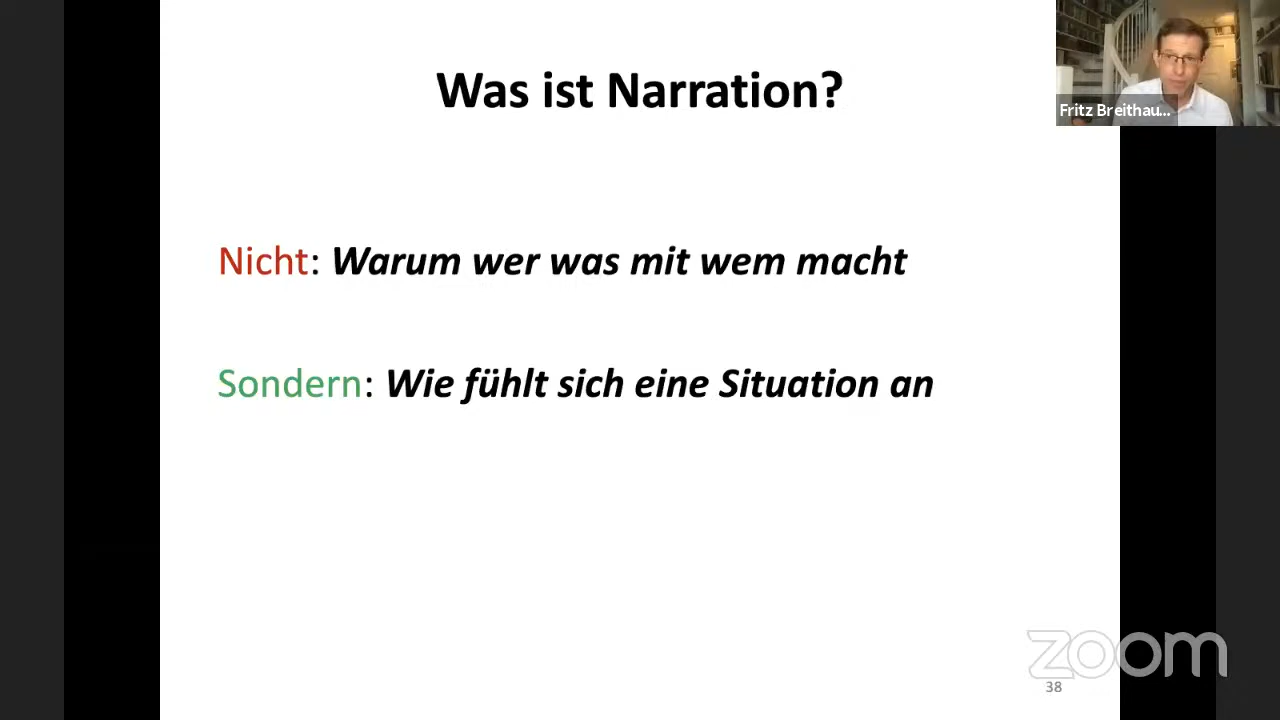 Was ist Narration?
Fritz Breithau...
Nicht: Warum wer was mit wem macht
Sondern: Wie fühlt sich eine Situation an
zoom
38